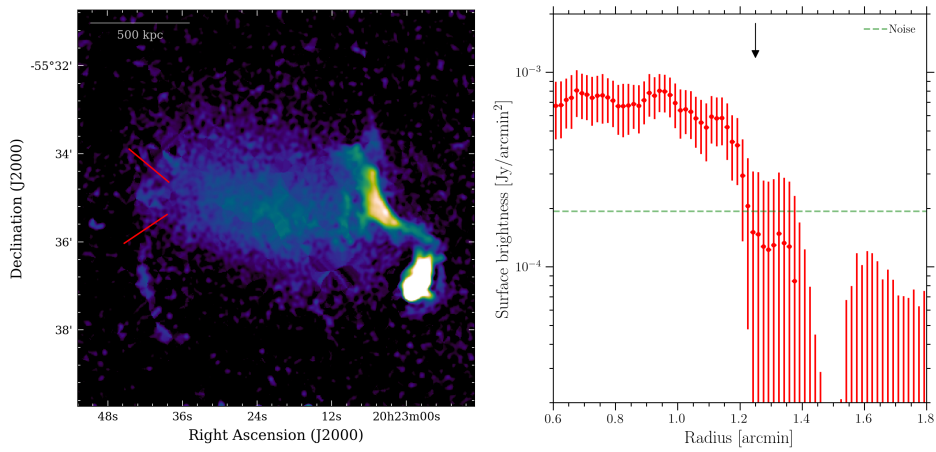 500 kpc
-55°32'
34'
36'
38'
Declination (J2000)
48s 36s 24s 12s 20h23m00s
Right Ascension (J2000)
Noise
10⁻³
10⁻⁴
Surface brightness [Jy/arcmin²]
0.6 0.8 1.0 1.2 1.4 1.6 1.8
Radius [arcmin]